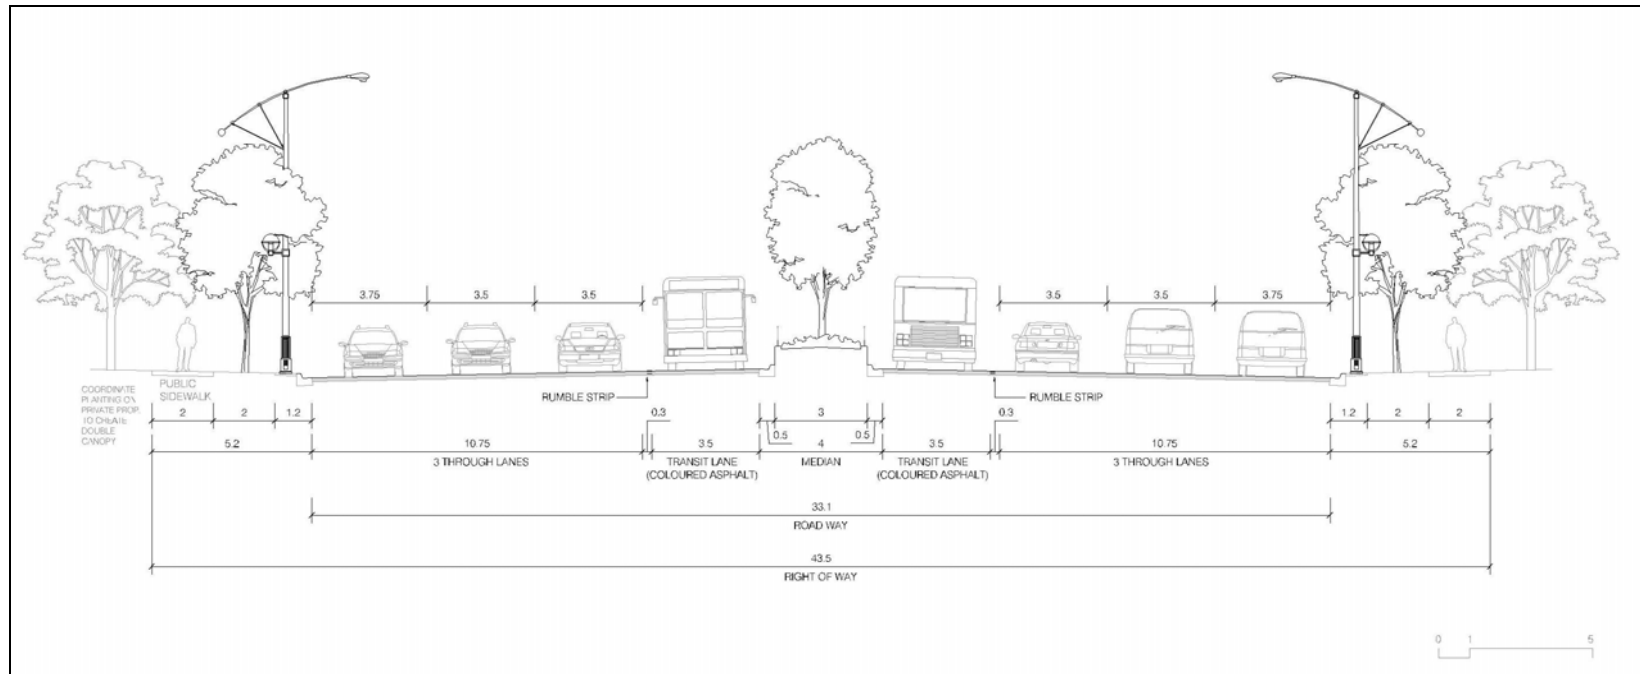 3.75 3.5 3.5 3.5 3.5 3.75
COORDINATE
PLANTING ON
PRIVATE PROP.
TO CREATE
DOUBLE
CANOPY
PUBLIC
SIDEWALK
RUMBLE STRIP RUMBLE STRIP
2 2 1.2 0.3 3 0.3 1.2 2 2
0.5 0.5
5.2 10.75 3.5 4 3.5 10.75 5.2
3 THROUGH LANES TRANSIT LANE MEDIAN TRANSIT LANE 3 THROUGH LANES
(COLOURED ASPHALT) (COLOURED ASPHALT)
33.1
ROAD WAY
43.5
RIGHT OF WAY
0 1 5